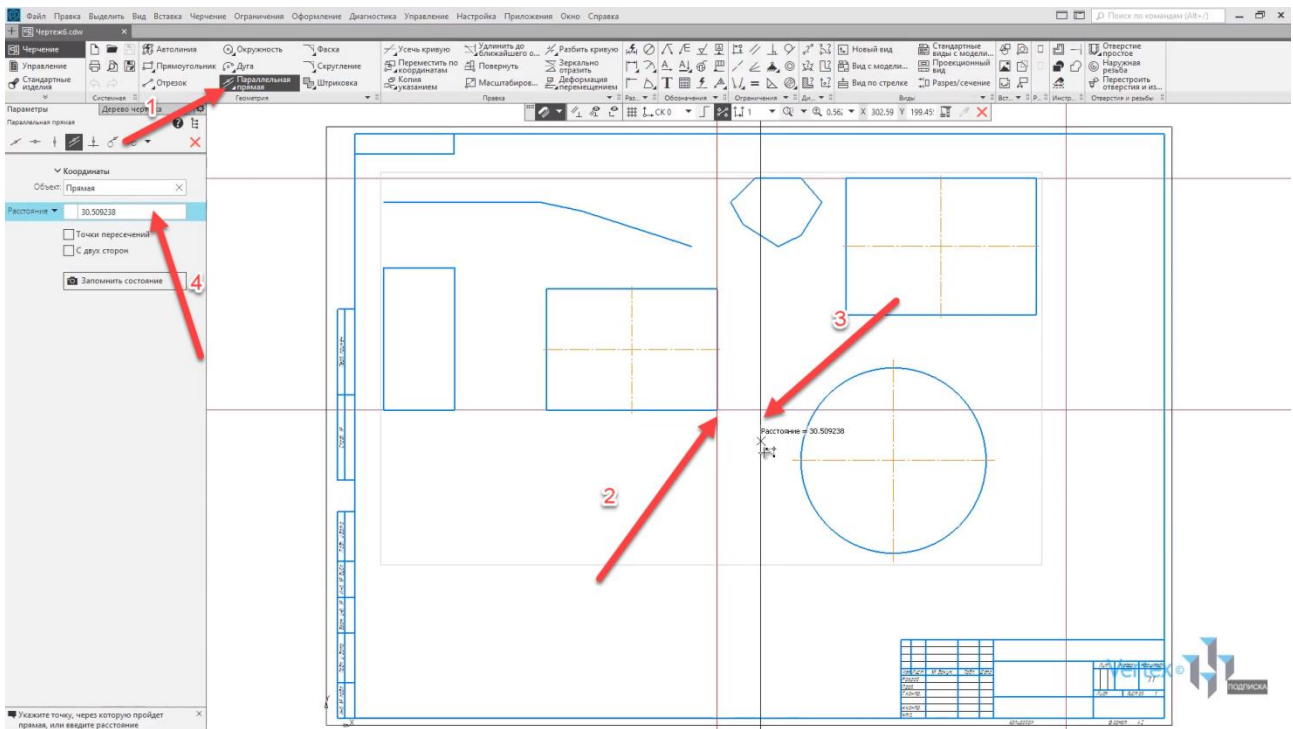 Файл Правка Выделить Вид Вставка Черчение Ограничения Оформление Диагностика Управление Настройка Приложения Окно Справка
Поиск по командам (Alt+/)
Чертеж6.cdw ×
Черчение
Управление
Стандартные изделия
Системная
Автолиния
Прямоугольник
Отрезок
Окружность
Дуга
Параллельная прямая
Фаска
Скругление
Штриховка
Геометрия
Усечь кривую
Переместить по координатам
Копия указанием
Удлинить до ближайшего о...
Повернуть
Масштабиров...
Разбить кривую
Зеркально отразить
Деформация перемещением
Правка
Раз...
Обозначения
Ограничения
Ди...
Новый вид
Вид с модели...
Вид по стрелке
Стандартные виды с модели...
Проекционный вид
Разрез/сечение
Виды
Вст...
Р...
Инстр...
Отверстие простое
Наружная резьба
Перестроить отверстия и из...
Отверстия и резьбы
Параметры
Параллельная прямая
СК 0
1
X 302.59 Y 199.45:
Координаты
Объект: Прямая
Расстояние 30.509238
Точки пересечений
С двух сторон
Запомнить состояние
1
4
3
2
Расстояние = 30.509238
Vertex ©
ПОДПИСКА
Укажите точку, через которую пройдет
прямая, или введите расстояние